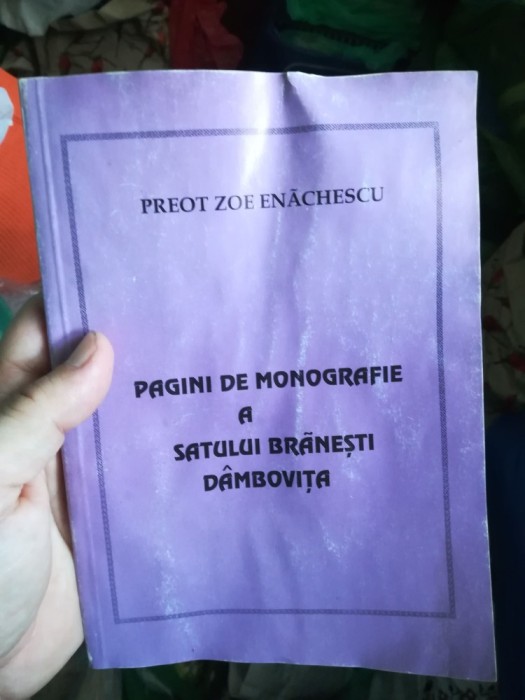 PREOT ZOE ENĂCHESCU
PAGINI DE MONOGRAFIE
A
SATULUI BRĂNEȘTI
DÂMBOVIȚA